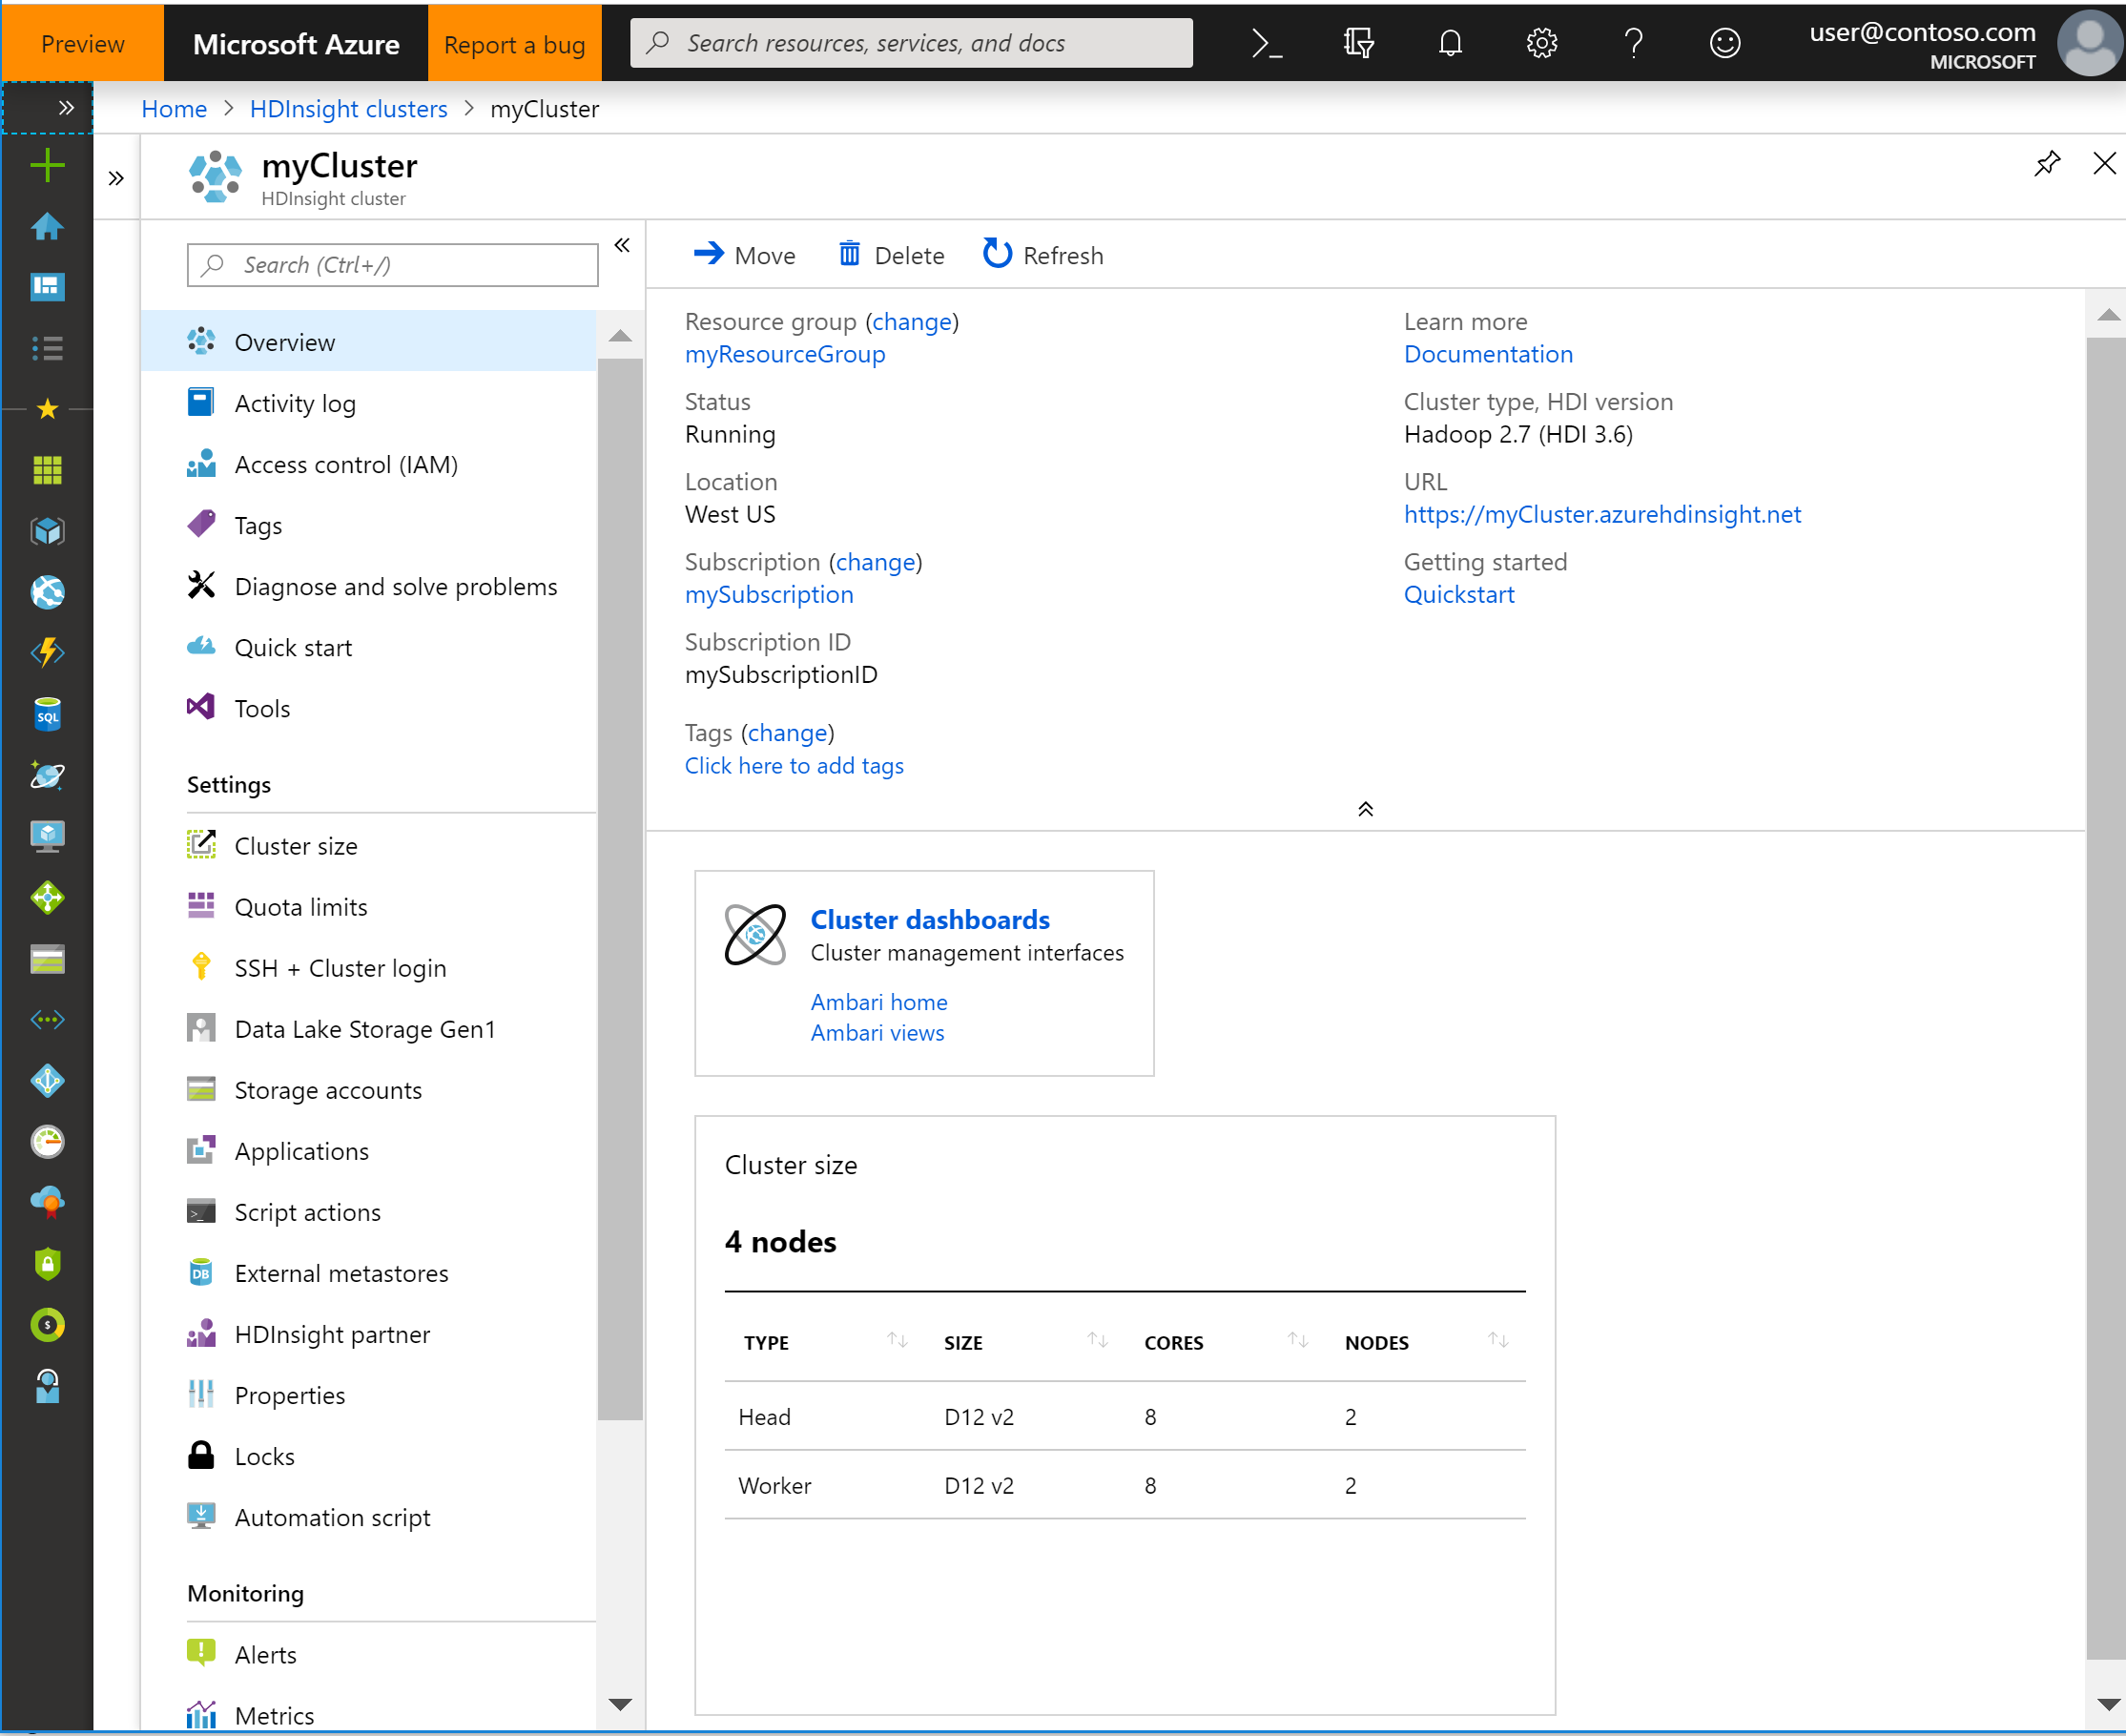 Preview
Microsoft Azure
Report a bug
Search resources, services, and docs
user@contoso.com
MICROSOFT
Home > HDInsight clusters > myCluster
myCluster
HDInsight cluster
Search (Ctrl+/)
Overview
Activity log
Access control (IAM)
Tags
Diagnose and solve problems
Quick start
Tools
Settings
Cluster size
Quota limits
SSH + Cluster login
Data Lake Storage Gen1
Storage accounts
Applications
Script actions
External metastores
HDInsight partner
Properties
Locks
Automation script
Monitoring
Alerts
Metrics
Move
Delete
Refresh
Resource group (change)
myResourceGroup
Status
Running
Location
West US
Subscription (change)
mySubscription
Subscription ID
mySubscriptionID
Tags (change)
Click here to add tags
Learn more
Documentation
Cluster type, HDI version
Hadoop 2.7 (HDI 3.6)
URL
https://myCluster.azurehdinsight.net
Getting started
Quickstart
Cluster dashboards
Cluster management interfaces
Ambari home
Ambari views
Cluster size
4 nodes
TYPE SIZE CORES NODES
Head D12 v2 8 2
Worker D12 v2 8 2
SQL
DB